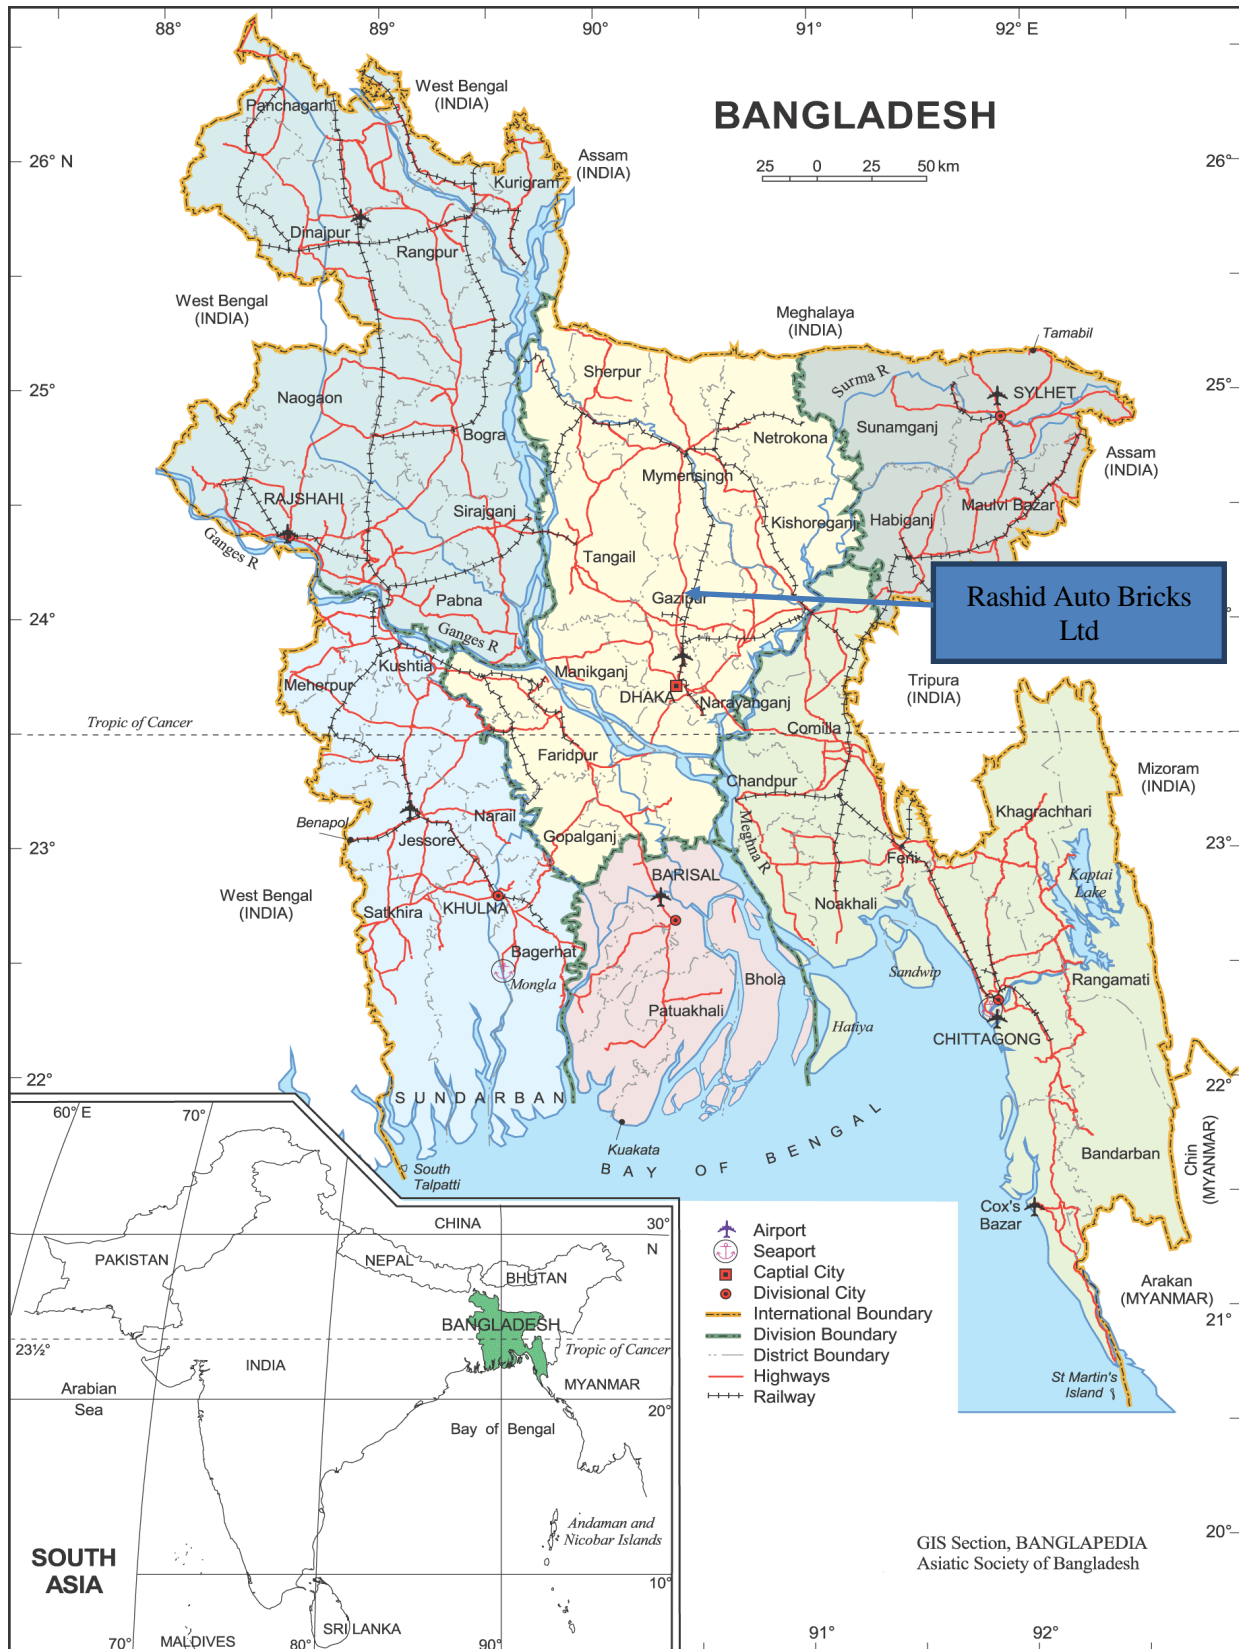 88°
89°
90°
91°
92° E
West Bengal
(INDIA)
BANGLADESH
Panchagarh
26° N
Assam
(INDIA)
26°
25 0 25 50 km
Kurigram
Dinajpur
Rangpur
West Bengal
(INDIA)
Meghalaya
(INDIA)
Tamabil
25°
Sherpur
Surma R
SYLHET
25°
Naogaon
Bogra
Netrokona
Sunamganj
Assam
(INDIA)
Mymensingh
RAJSHAHI
Sirajganj
Kishoreganj
Habiganj
Maulvi Bazar
Ganges R
Tangail
Gazipur
Rashid Auto Bricks
Ltd
Pabna
24°
Ganges R
Kushtia
Manikganj
Meherpur
DHAKA
Narayanganj
Tripura
(INDIA)
Tropic of Cancer
Comilla
Faridpur
Chandpur
Mizoram
(INDIA)
Khagrachhari
Benapol
Narail
Gopalganj
Jessore
Meghna R
23°
23°
Feni
BARISAL
Kaptai
Lake
West Bengal
(INDIA)
Satkhira
KHULNA
Noakhali
Bagerhat
Mongla
Bhola
Sandwip
Rangamati
Patuakhali
Hatiya
CHITTAGONG
22°
22°
SUNDARBAN
Kuakata
BAY OF BENGAL
South
Talpatti
Bandarban
Chin
(MYANMAR)
Cox's
Bazar
Arakan
(MYANMAR)
21°
St Martin's
Island
20°
60° E
70°
CHINA
30°
N
PAKISTAN
NEPAL
BHUTAN
BANGLADESH
23½°
Tropic of Cancer
INDIA
MYANMAR
Arabian
Sea
20°
Bay of Bengal
Andaman and
Nicobar Islands
SOUTH
ASIA
10°
SRI LANKA
MALDIVES
70°
80°
90°
Airport
Seaport
Captial City
Divisional City
International Boundary
Division Boundary
District Boundary
Highways
Railway
GIS Section, BANGLAPEDIA
Asiatic Society of Bangladesh
91°
92°